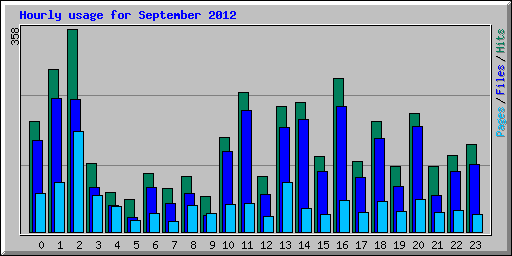 Hourly usage for September 2012
358
Pages/Files/Hits
0 1 2 3 4 5 6 7 8 9 10 11 12 13 14 15 16 17 18 19 20 21 22 23